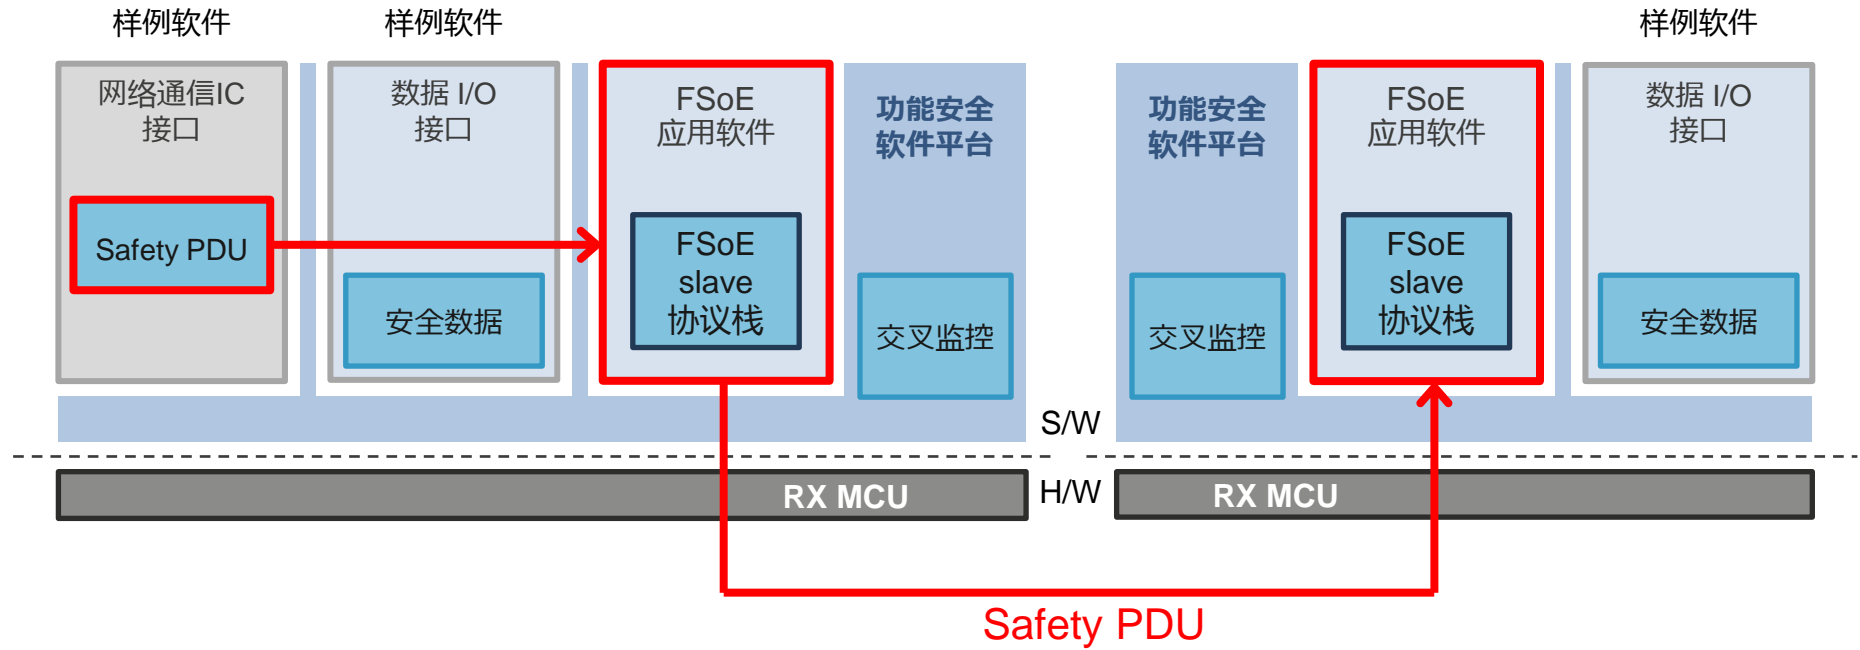 样例软件
样例软件
样例软件
网络通信IC
接口
Safety PDU
数据 I/O
接口
安全数据
FSoE
应用软件
FSoE
slave
协议栈
功能安全
软件平台
交叉监控
功能安全
软件平台
交叉监控
FSoE
应用软件
FSoE
slave
协议栈
数据 I/O
接口
安全数据
S/W
RX MCU
H/W
RX MCU
Safety PDU